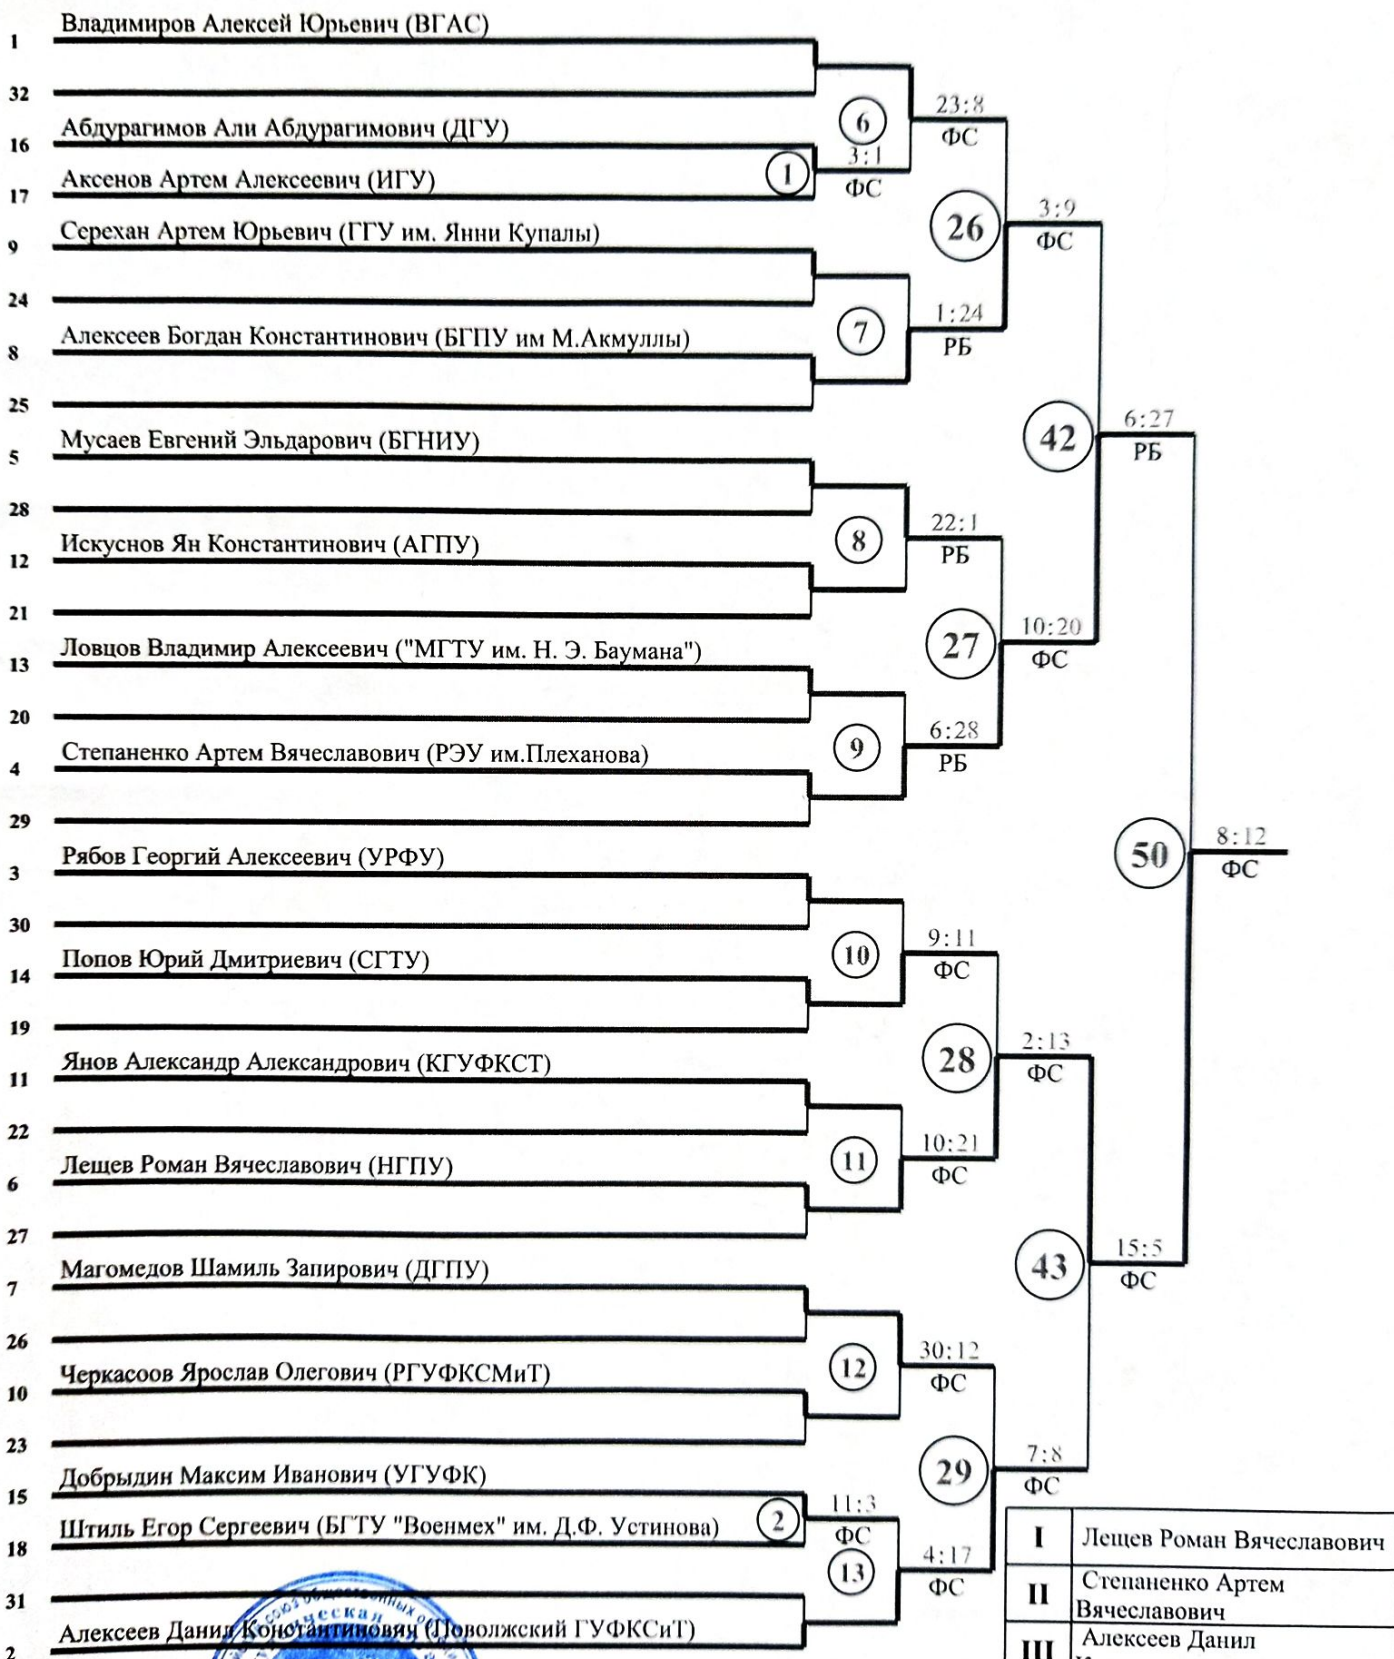 Владимиров Алексей Юрьевич (ВГАС)
1
32
Абдурагимов Али Абдурагимович (ДГУ)
16
Аксенов Артем Алексеевич (ИГУ)
17
Серехан Артем Юрьевич (ГГУ им. Янни Купалы)
9
24
Алексеев Богдан Константинович (БГПУ им М.Акмуллы)
8
25
Мусаев Евгений Эльдарович (БГНИУ)
5
28
Искуснов Ян Константинович (АГПУ)
12
21
Ловцов Владимир Алексеевич ("МГТУ им. Н. Э. Баумана")
13
20
Степаненко Артем Вячеславович (РЭУ им.Плеханова)
4
29
Рябов Георгий Алексеевич (УРФУ)
3
30
Попов Юрий Дмитриевич (СГТУ)
14
19
Янов Александр Александрович (КГУФКСТ)
11
22
Лещев Роман Вячеславович (НГПУ)
6
27
Магомедов Шамиль Запирович (ДГПУ)
7
26
Черкасоов Ярослав Олегович (РГУФКСМиТ)
10
23
Добрыдин Максим Иванович (УГУФК)
15
Штиль Егор Сергеевич (БГТУ "Военмех" им. Д.Ф. Устинова)
18
31
Алексеев Данил Константинович (Поволжский ГУФКСиТ)
2
1
3:1
ФС
2
11:3
ФС
6
23:8
ФС
7
1:24
РБ
8
22:1
РБ
9
6:28
РБ
10
9:11
ФС
11
10:21
ФС
12
30:12
ФС
13
4:17
ФС
26
3:9
ФС
27
10:20
ФС
28
2:13
ФС
29
7:8
ФС
42
6:27
РБ
43
15:5
ФС
50
8:12
ФС
I Лещев Роман Вячеславович
II Степаненко Артем
Вячеславович
III Алексеев Данил